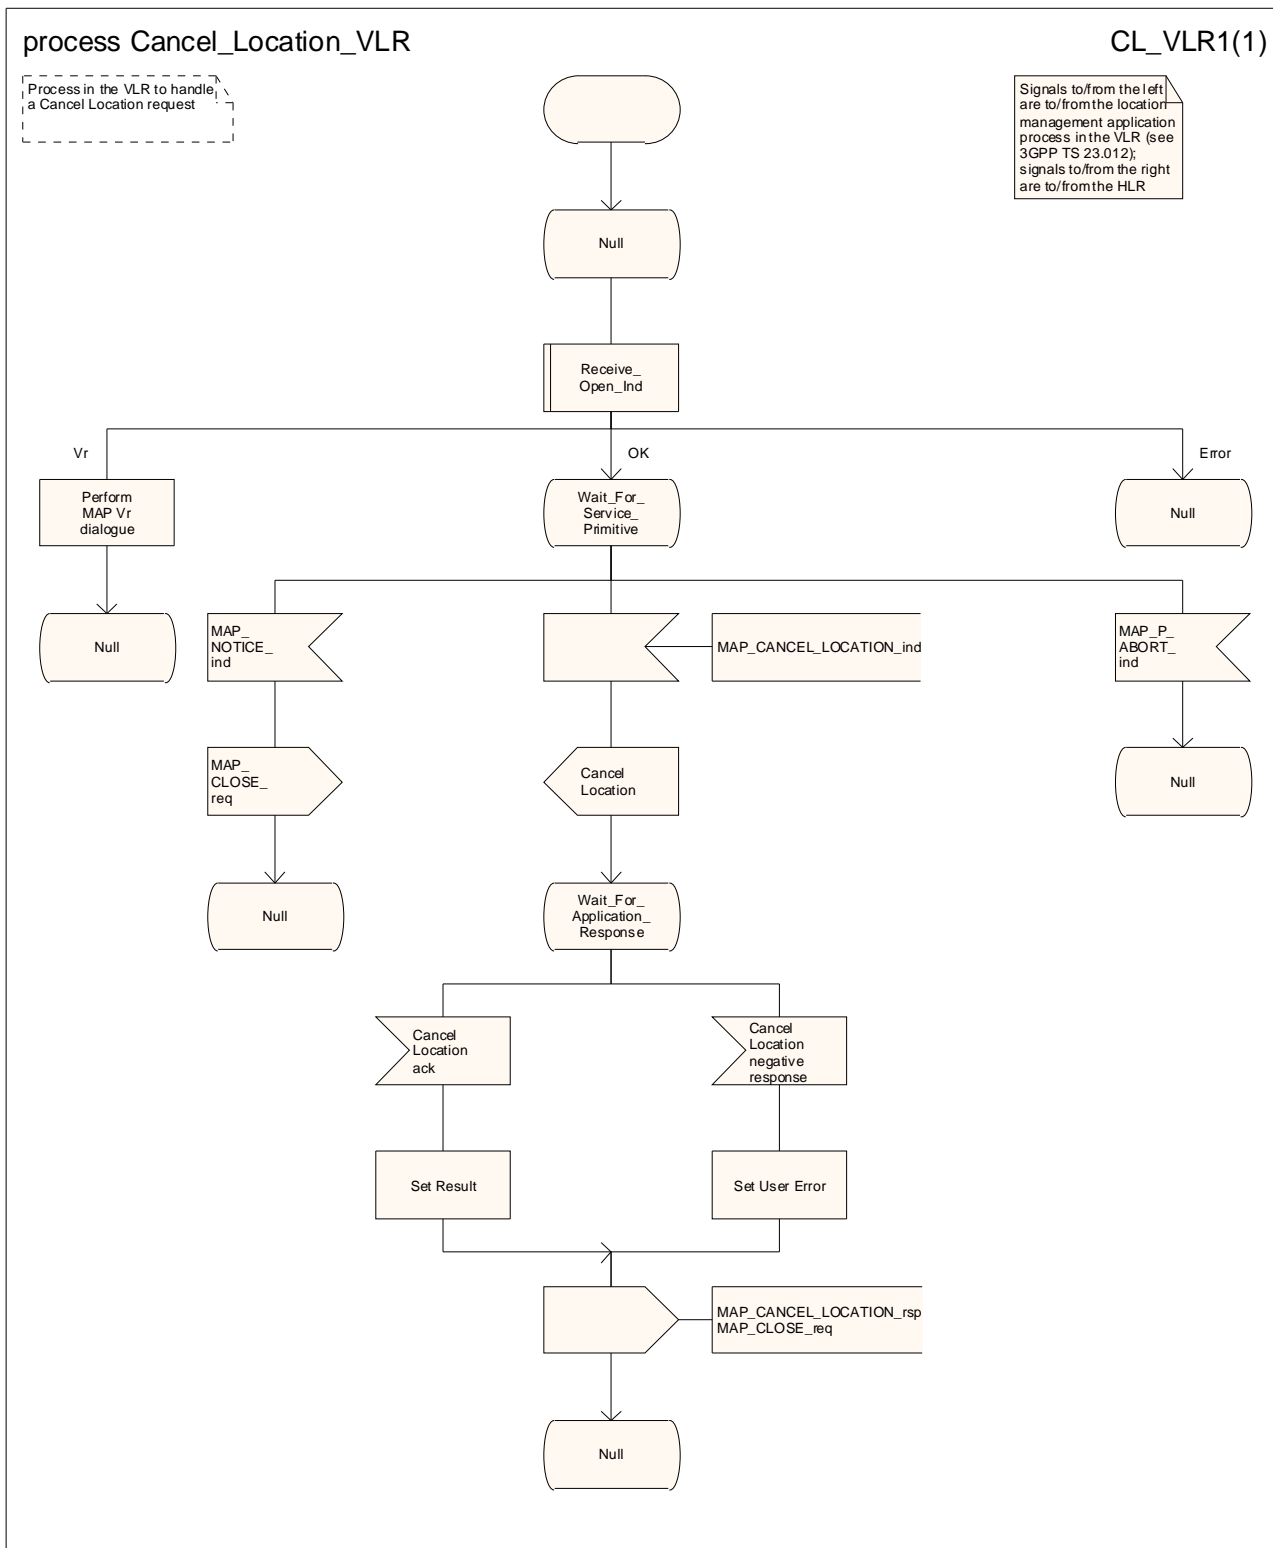 process Cancel_Location_VLR
CL_VLR1(1)
Process in the VLR to handle
a Cancel Location request
Signals to/from the left
are to/from the location
management application
process in the VLR (see
3GPP TS 23.012);
signals to/from the right
are to/from the HLR
Null
Receive_
Open_Ind
Vr
OK
Error
Perform
MAP Vr
dialogue
Wait_For_
Service_
Primitive
Null
Null
MAP_
NOTICE_
ind
MAP_CANCEL_LOCATION_ind
MAP_P_
ABORT_
ind
MAP_
CLOSE_
req
Cancel
Location
Null
Null
Wait_For_
Application_
Response
Cancel
Location
ack
Cancel
Location
negative
response
Set Result
Set User Error
MAP_CANCEL_LOCATION_rsp
MAP_CLOSE_req
Null